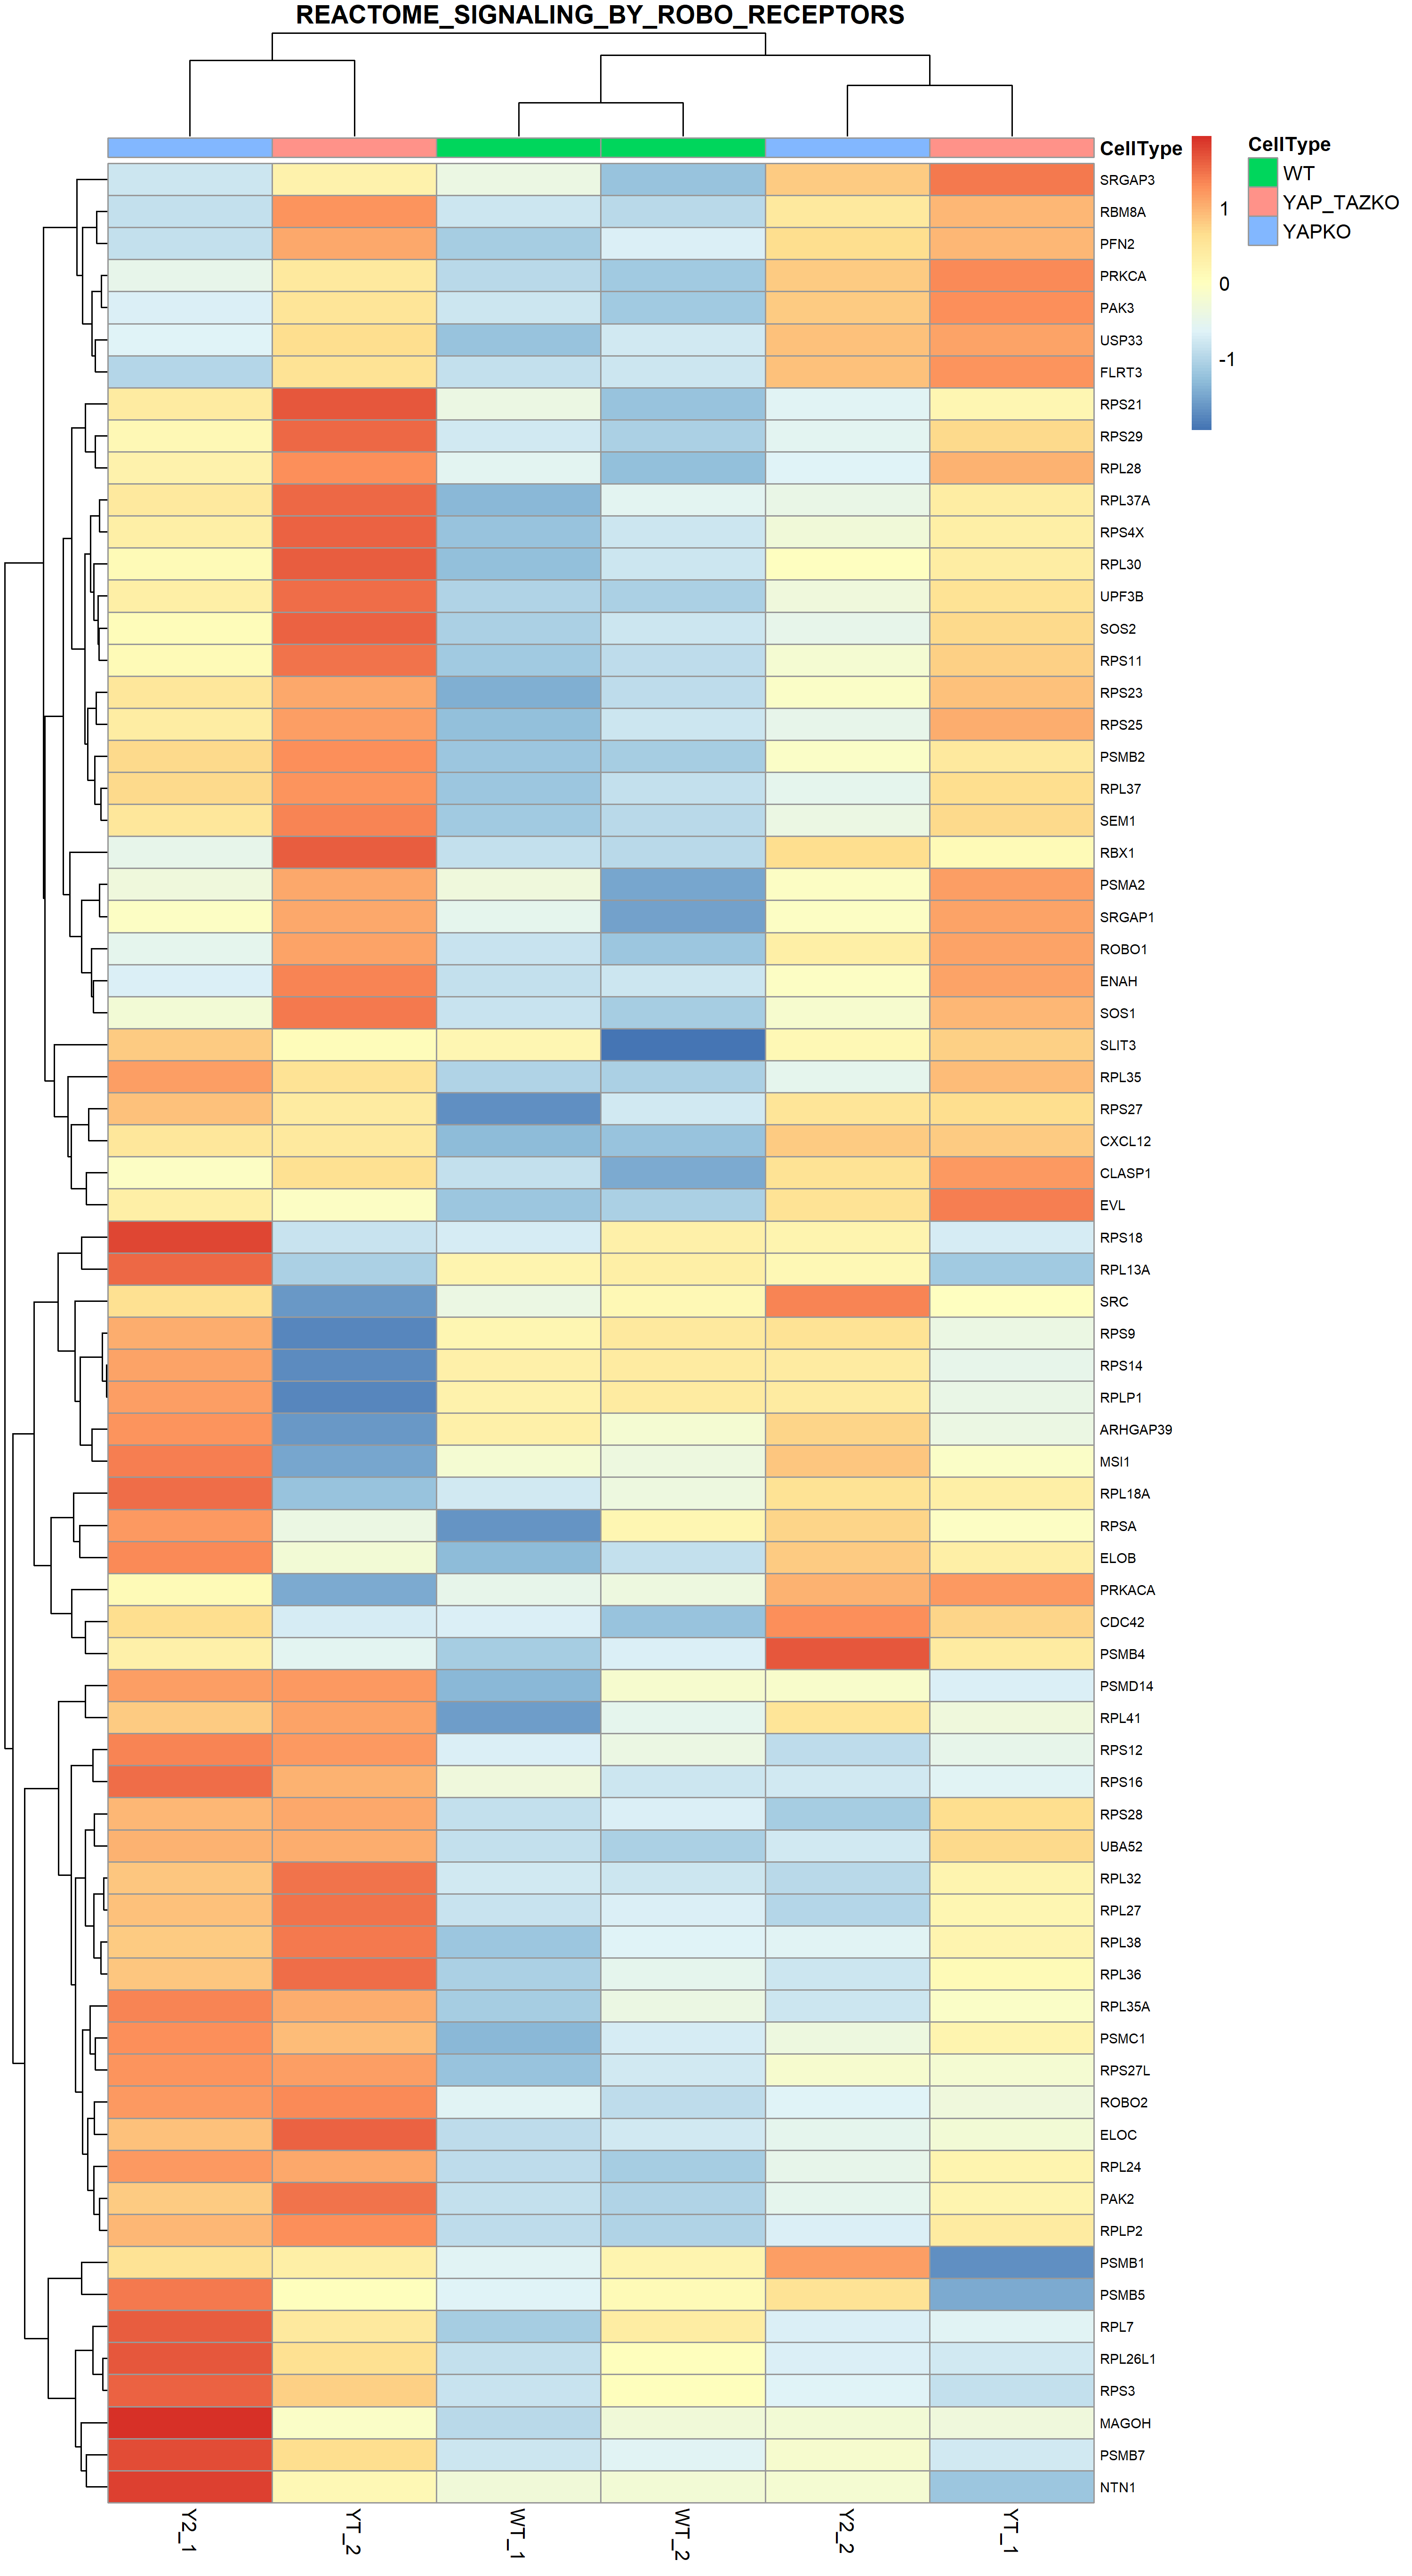 REACTOME_SIGNALING_BY_ROBO_RECEPTORS
CellType
CellType
WT
YAP_TAZKO
YAPKO
1
0
-1
SRGAP3
RBM8A
PFN2
PRKCA
PAK3
USP33
FLRT3
RPS21
RPS29
RPL28
RPL37A
RPS4X
RPL30
UPF3B
SOS2
RPS11
RPS23
RPS25
PSMB2
RPL37
SEM1
RBX1
PSMA2
SRGAP1
ROBO1
ENAH
SOS1
SLIT3
RPL35
RPS27
CXCL12
CLASP1
EVL
RPS18
RPL13A
SRC
RPS9
RPS14
RPLP1
ARHGAP39
MSI1
RPL18A
RPSA
ELOB
PRKACA
CDC42
PSMB4
PSMD14
RPL41
RPS12
RPS16
RPS28
UBA52
RPL32
RPL27
RPL38
RPL36
RPL35A
PSMC1
RPS27L
ROBO2
ELOC
RPL24
PAK2
RPLP2
PSMB1
PSMB5
RPL7
RPL26L1
RPS3
MAGOH
PSMB7
NTN1
Y2_1
YT_2
WT_1
WT_2
Y2_2
YT_1